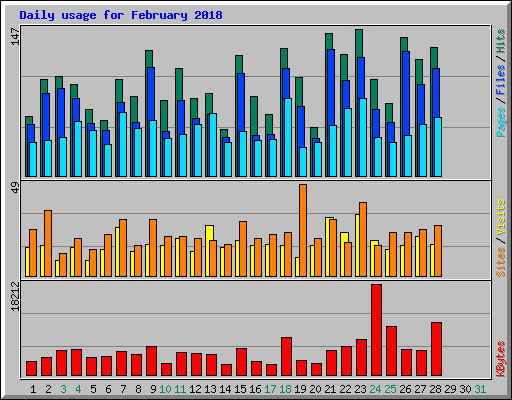 Daily usage for February 2018
147
Pages/Files/Hits
49
Sites/Visits
18212
KBytes
1 2 3 4 5 6 7 8 9 10 11 12 13 14 15 16 17 18 19 20 21 22 23 24 25 26 27 28 29 30 31